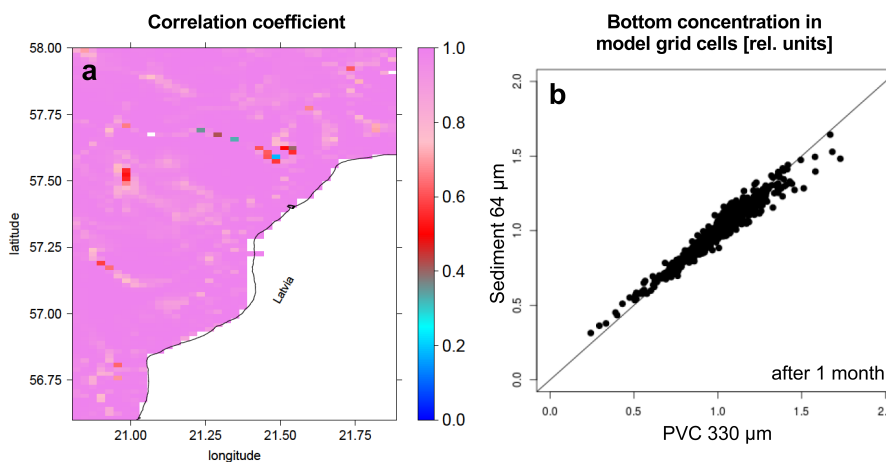 Correlation coefficient
a
58.00
57.75
57.50
57.25
57.00
56.75
latitude
21.00
21.25
21.50
21.75
longitude
Latvia
1.0
0.8
0.6
0.4
0.2
0.0
Bottom concentration in
model grid cells [rel. units]
b
2.0
1.5
1.0
0.5
0.0
Sediment 64 µm
after 1 month
0.0
0.5
1.0
1.5
2.
PVC 330 µm